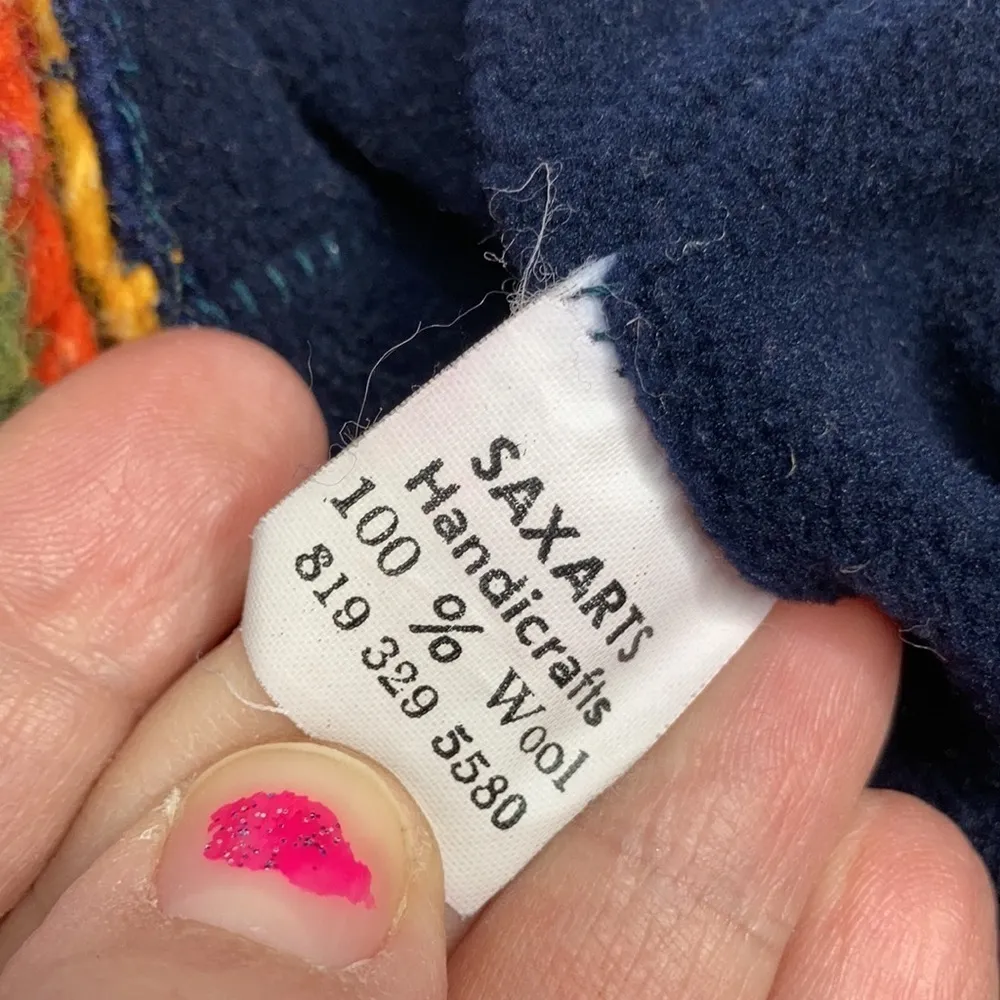 SAXARTS
Handicrafts
100 % Wool
819 329 5580